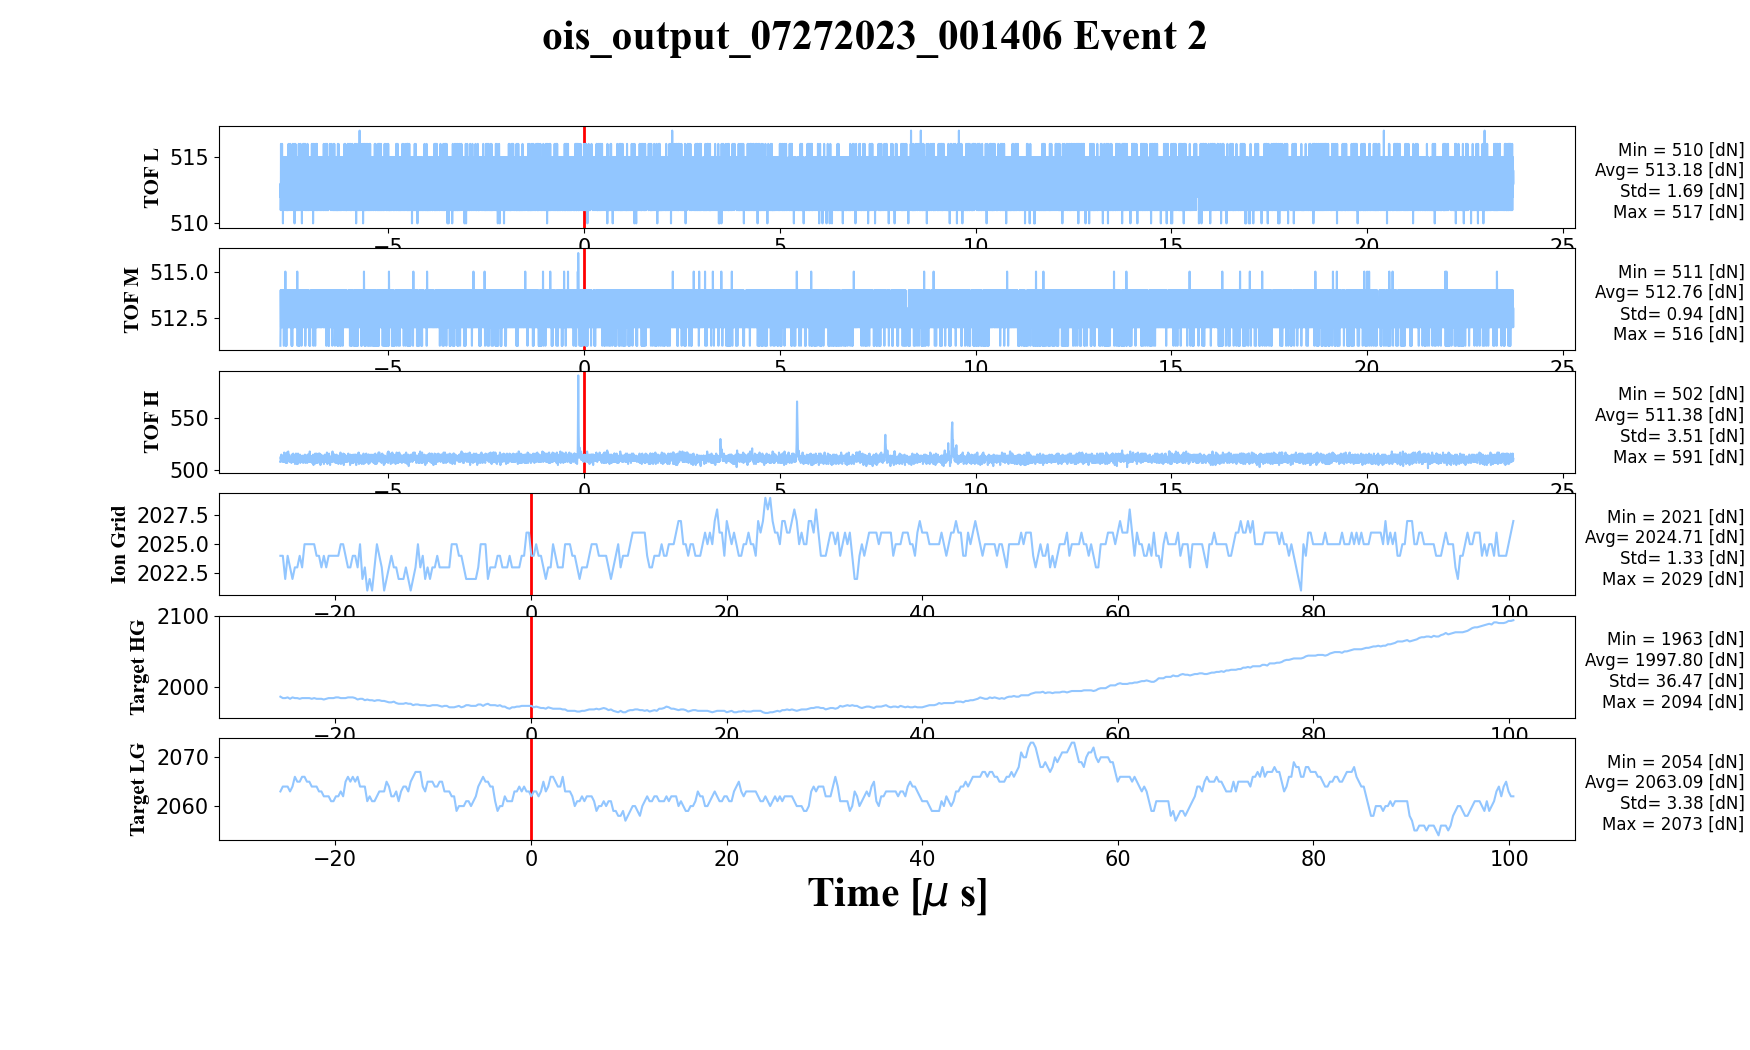 ois_output_07272023_001406 Event 2
TOF L
515
510
−5 0 5 10 15 20 25
Min = 510 [dN]
Avg= 513.18 [dN]
Std= 1.69 [dN]
Max = 517 [dN]
TOF M
515.0
512.5
−5 0 5 10 15 20 25
Min = 511 [dN]
Avg= 512.76 [dN]
Std= 0.94 [dN]
Max = 516 [dN]
TOF H
550
500
−5 0 5 10 15 20 25
Min = 502 [dN]
Avg= 511.38 [dN]
Std= 3.51 [dN]
Max = 591 [dN]
Ion Grid
2027.5
2025.0
2022.5
−20 0 20 40 60 80 100
Min = 2021 [dN]
Avg= 2024.71 [dN]
Std= 1.33 [dN]
Max = 2029 [dN]
Target HG
2100
2000
−20 0 20 40 60 80 100
Min = 1963 [dN]
Avg= 1997.80 [dN]
Std= 36.47 [dN]
Max = 2094 [dN]
Target LG
2070
2060
−20 0 20 40 60 80 100
Min = 2054 [dN]
Avg= 2063.09 [dN]
Std= 3.38 [dN]
Max = 2073 [dN]
Time [μ s]